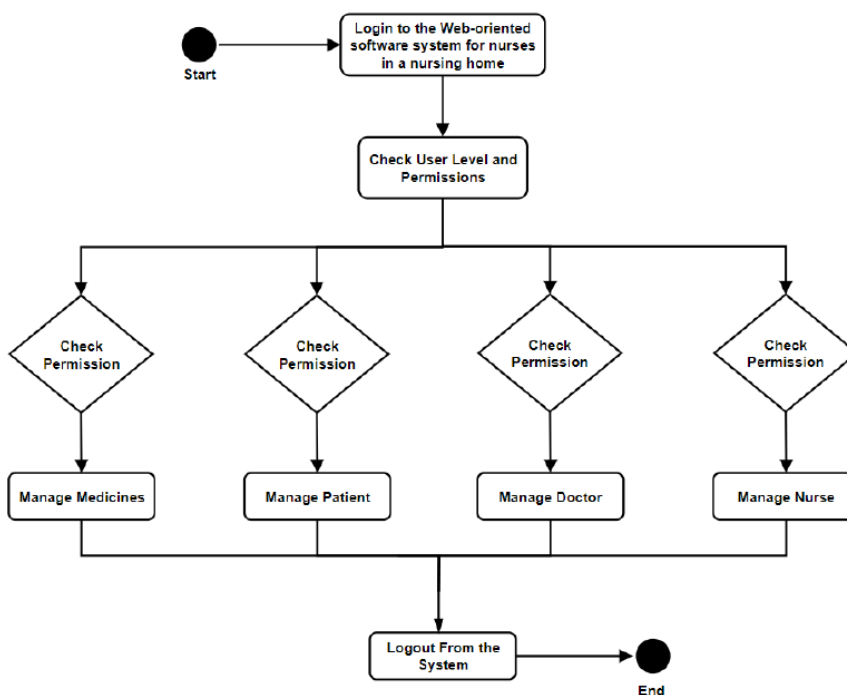 Login to the Web-oriented
software system for nurses
in a nursing home
Start
Check User Level and
Permissions
Check
Permission
Check
Permission
Check
Permission
Check
Permission
Manage Medicines
Manage Patient
Manage Doctor
Manage Nurse
Logout From the
System
End